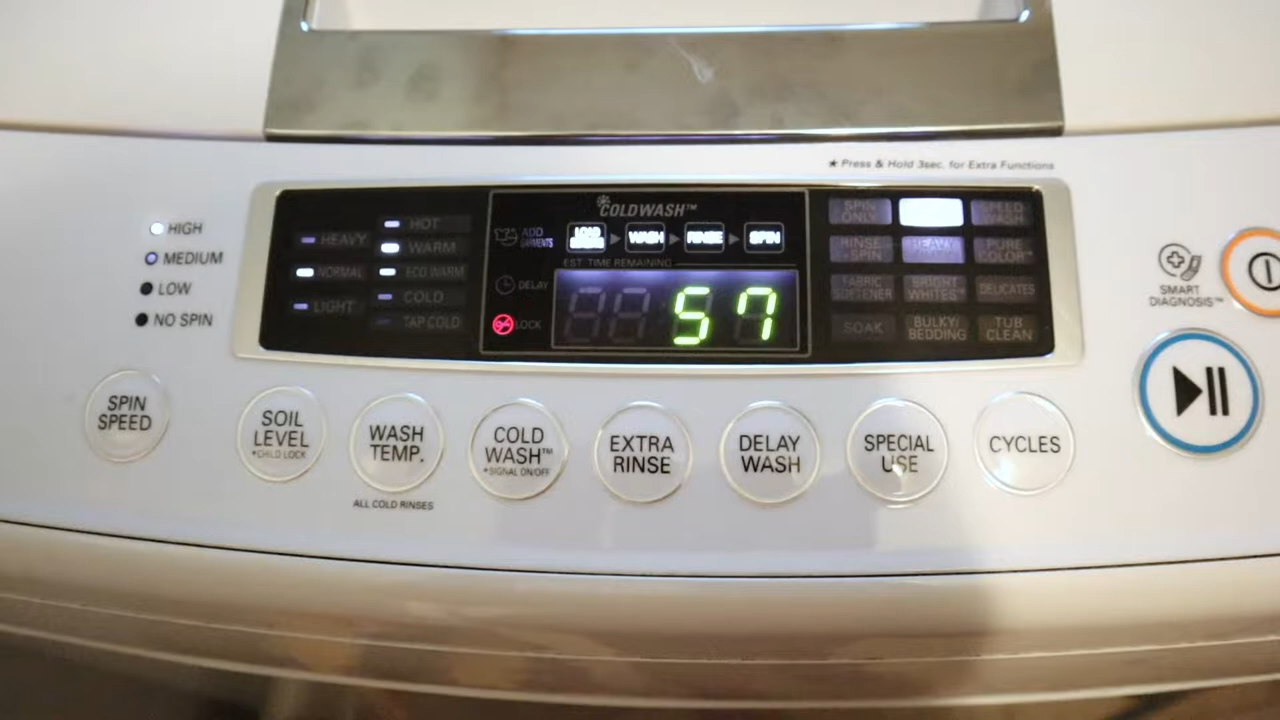 ★ Press & Hold 3sec. for Extra Functions
HIGH
MEDIUM
LOW
NO SPIN
HEAVY
NORMAL
LIGHT
HOT
WARM
ECO WARM
COLD
TAP COLD
COLDWASH™
ADD
GARMENTS
LOAD
SENSING
WASH
RINSE
SPIN
EST. TIME REMAINING
DELAY
LOCK
57
SPIN
ONLY
SPEED
WASH
RINSE
+SPIN
HEAVY
PURE
COLOR™
FABRIC
SOFTENER
BRIGHT
WHITES™
DELICATES
SOAK
BULKY/
BEDDING
TUB
CLEAN
SMART
DIAGNOSIS™
SPIN
SPEED
SOIL
LEVEL
*CHILD LOCK
WASH
TEMP.
ALL COLD RINSES
COLD
WASH™
*SIGNAL ON/OFF
EXTRA
RINSE
DELAY
WASH
SPECIAL
USE
CYCLES